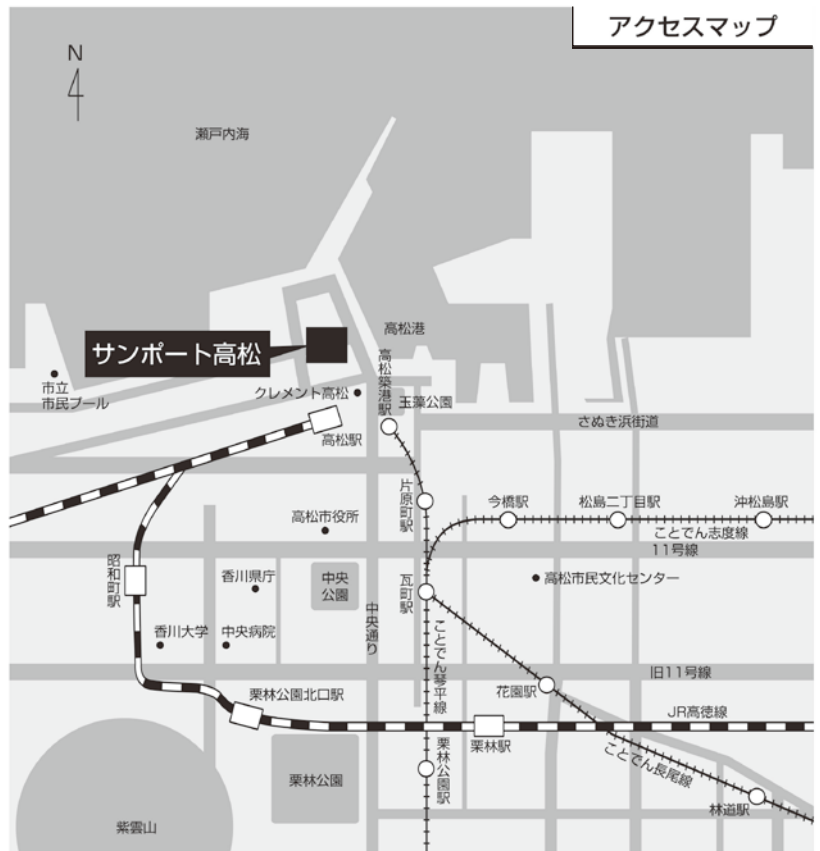 アクセスマップ
N
瀬戸内海
高松港
サンポート高松
高松築港駅
市立
市民プール
クレメント高松
玉藻公園
高松駅
さぬき浜街道
片原町駅
今橋駅
松島二丁目駅
沖松島駅
高松市役所
ことでん志度線
11号線
昭和町駅
香川県庁
中央
公園
瓦町駅
高松市民文化センター
中央通り
香川大学
中央病院
ことでん琴平線
旧11号線
花園駅
栗林公園北口駅
JR高徳線
栗林駅
栗林公園駅
ことでん長尾線
栗林公園
林道駅
紫雲山